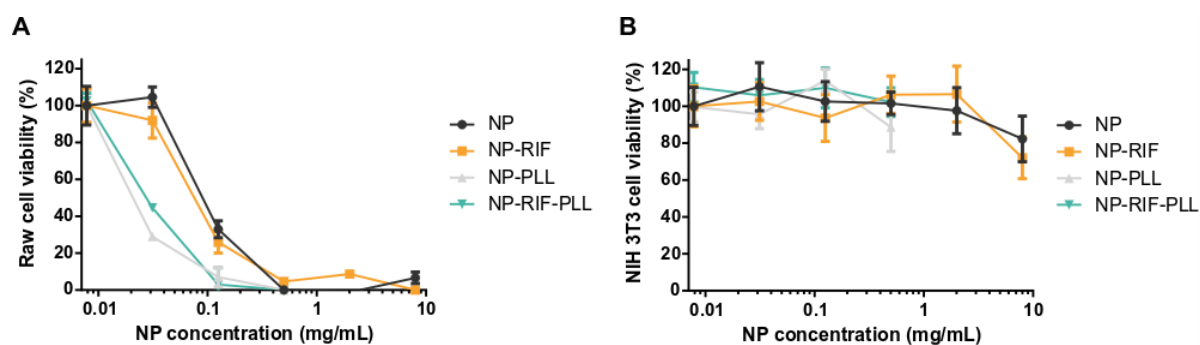 A
Raw cell viability (%)
120
100
80
60
40
20
0
0.01
0.1
1
10
NP concentration (mg/mL)
NP
NP-RIF
NP-PLL
NP-RIF-PLL
B
NIH 3T3 cell viability (%)
120
100
80
60
40
20
0
0.01
0.1
1
10
NP concentration (mg/mL)
NP
NP-RIF
NP-PLL
NP-RIF-PLL